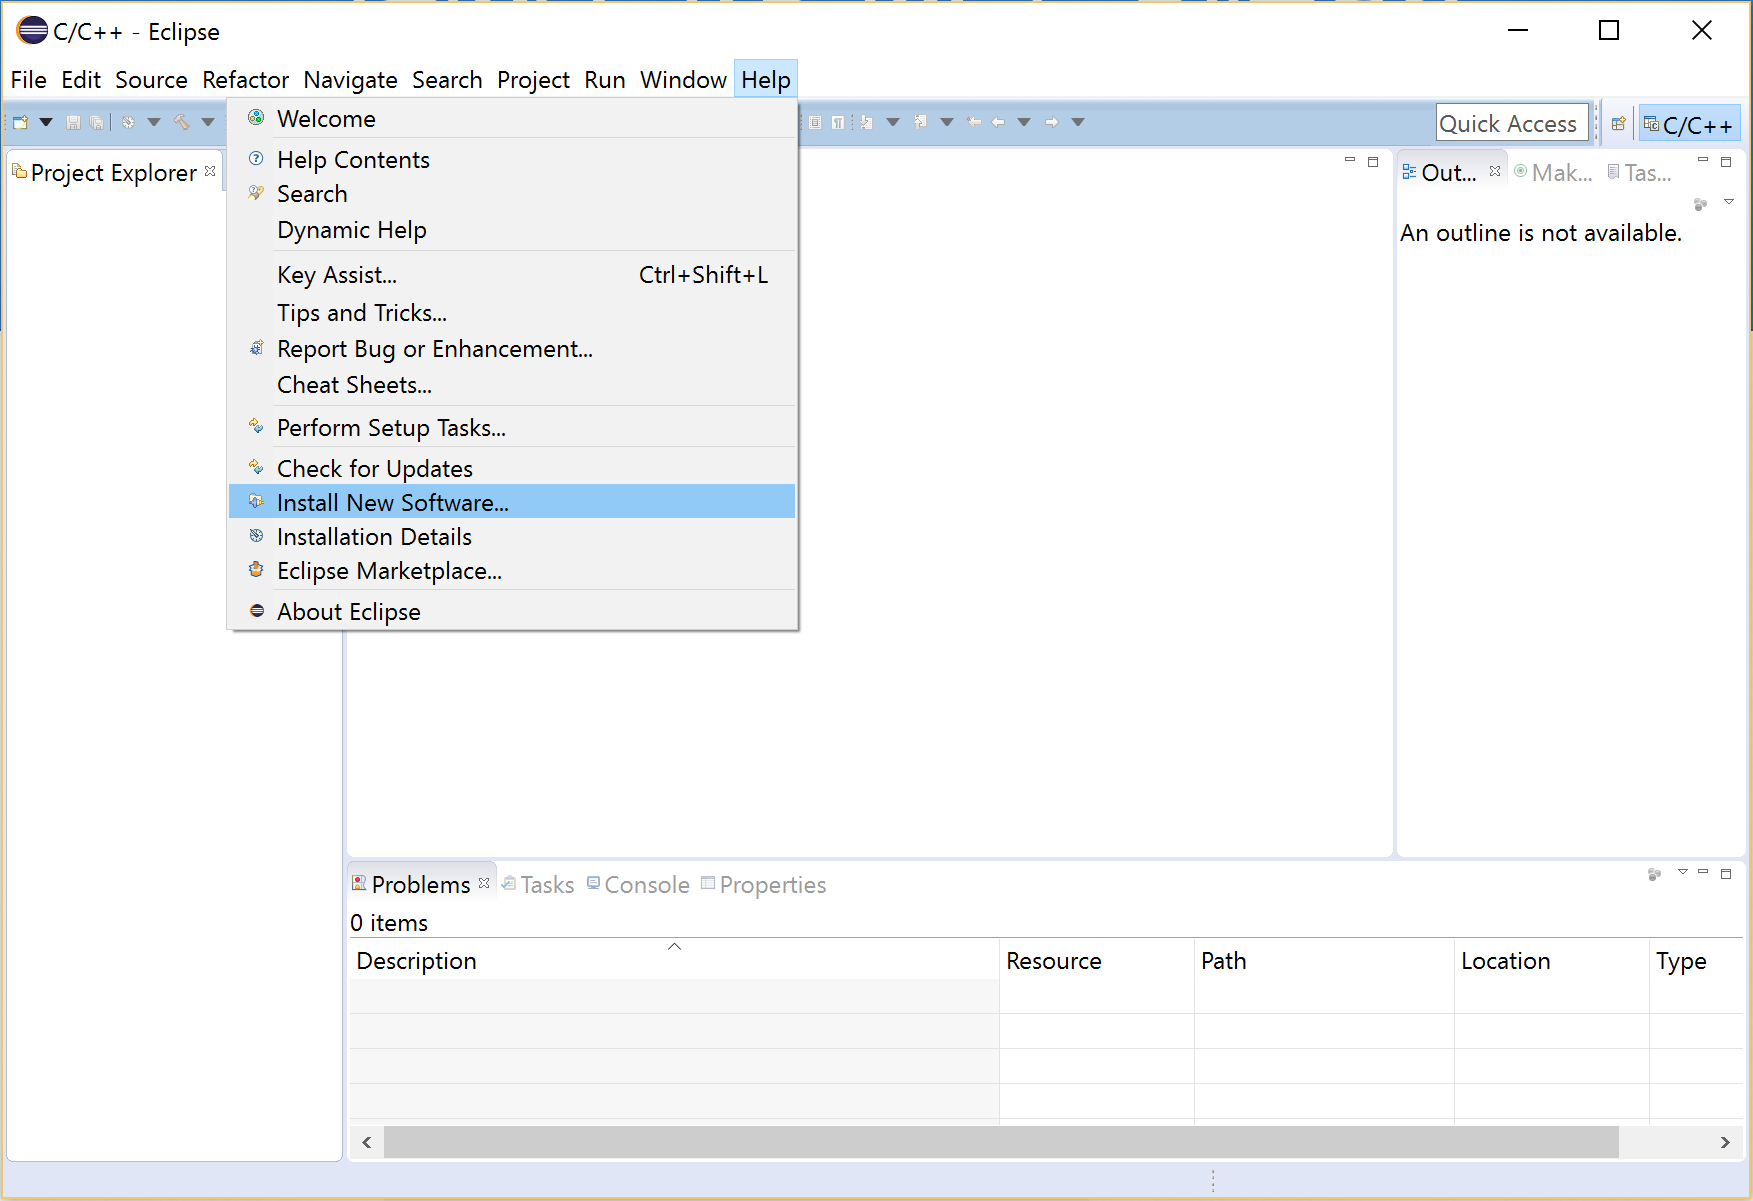 C/C++ - Eclipse
File Edit Source Refactor Navigate Search Project Run Window Help
Quick Access
C/C++
Project Explorer
Welcome
Help Contents
Search
Dynamic Help
Key Assist... Ctrl+Shift+L
Tips and Tricks...
Report Bug or Enhancement...
Cheat Sheets...
Perform Setup Tasks...
Check for Updates
Install New Software...
Installation Details
Eclipse Marketplace...
About Eclipse
Out... Mak... Tas...
An outline is not available.
Problems Tasks Console Properties
0 items
Description Resource Path Location Type